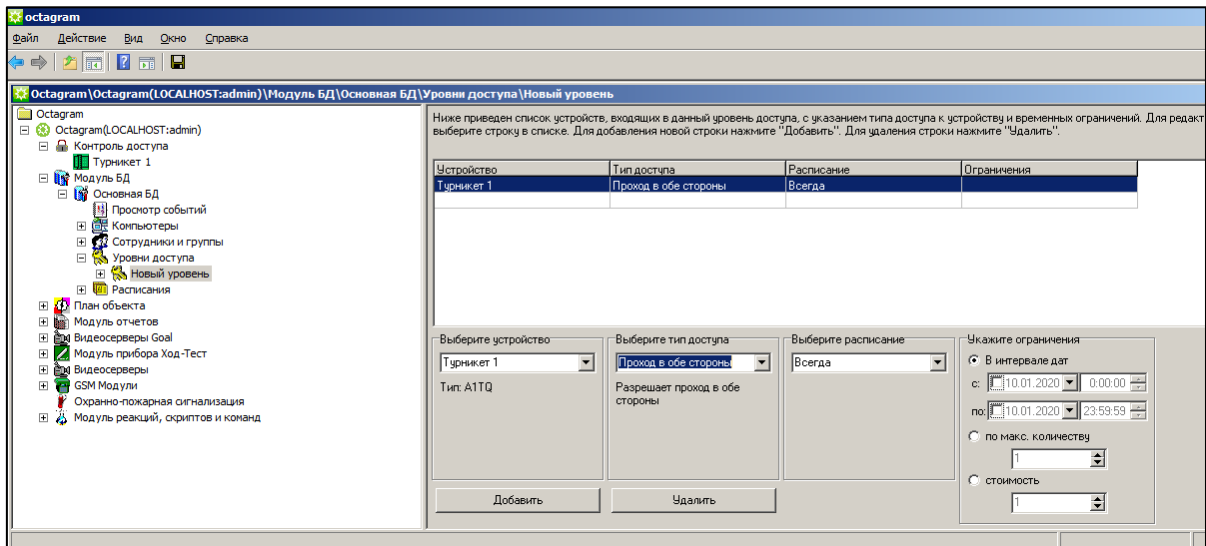 octagram
Файл Действие Вид Окно Справка
Octagram\Octagram(LOCALHOST:admin)\Модуль БД\Основная БД\Уровни доступа\Новый уровень
Octagram
Octagram(LOCALHOST:admin)
Контроль доступа
Турникет 1
Модуль БД
Основная БД
Просмотр событий
Компьютеры
Сотрудники и группы
Уровни доступа
Новый уровень
Расписания
План объекта
Модуль отчетов
Видеосерверы Goal
Модуль прибора Ход-Тест
Видеосерверы
GSM Модули
Охранно-пожарная сигнализация
Модуль реакций, скриптов и команд
Ниже приведен список устройств, входящих в данный уровень доступа, с указанием типа доступа к устройству и временных ограничений. Для редакт
выберите строку в списке. Для добавления новой строки нажмите "Добавить". Для удаления строки нажмите "Удалить".
Устройство Тип доступа Расписание Ограничения
Турникет 1 Проход в обе стороны Всегда
Выберите устройство Выберите тип доступа Выберите расписание Укажите ограничения
Турникет 1 Проход в обе стороны Всегда В интервале дат
Тип: A1TQ Разрешает проход в обе
стороны
с: 10.01.2020 0:00:00
по: 10.01.2020 23:59:59
по макс. количеству
1
стоимость
1
Добавить Удалить